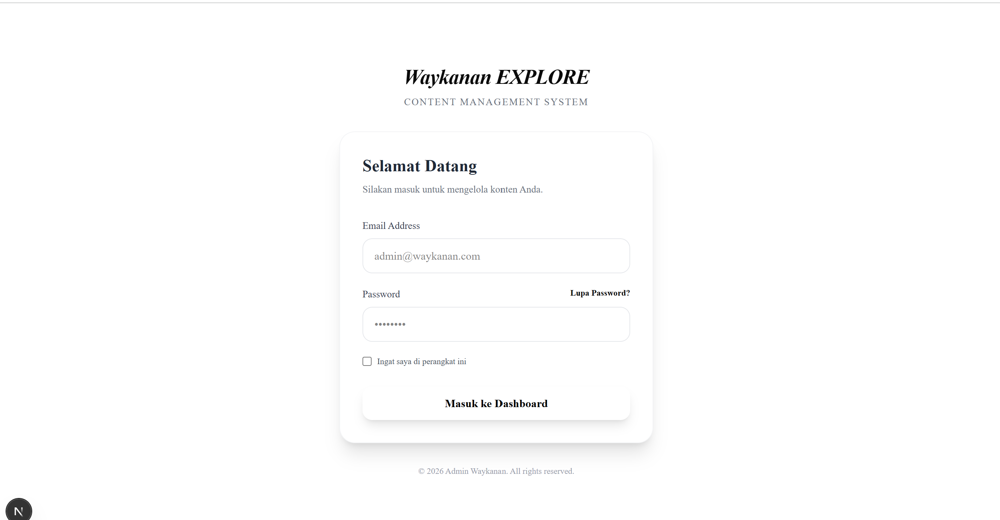 Waykanan EXPLORE
CONTENT MANAGEMENT SYSTEM
Selamat Datang
Silakan masuk untuk mengelola konten Anda.
Email Address
admin@waykanan.com
Password
Lupa Password?
••••••••
Ingat saya di perangkat ini
Masuk ke Dashboard
© 2026 Admin Waykanan. All rights reserved.
N